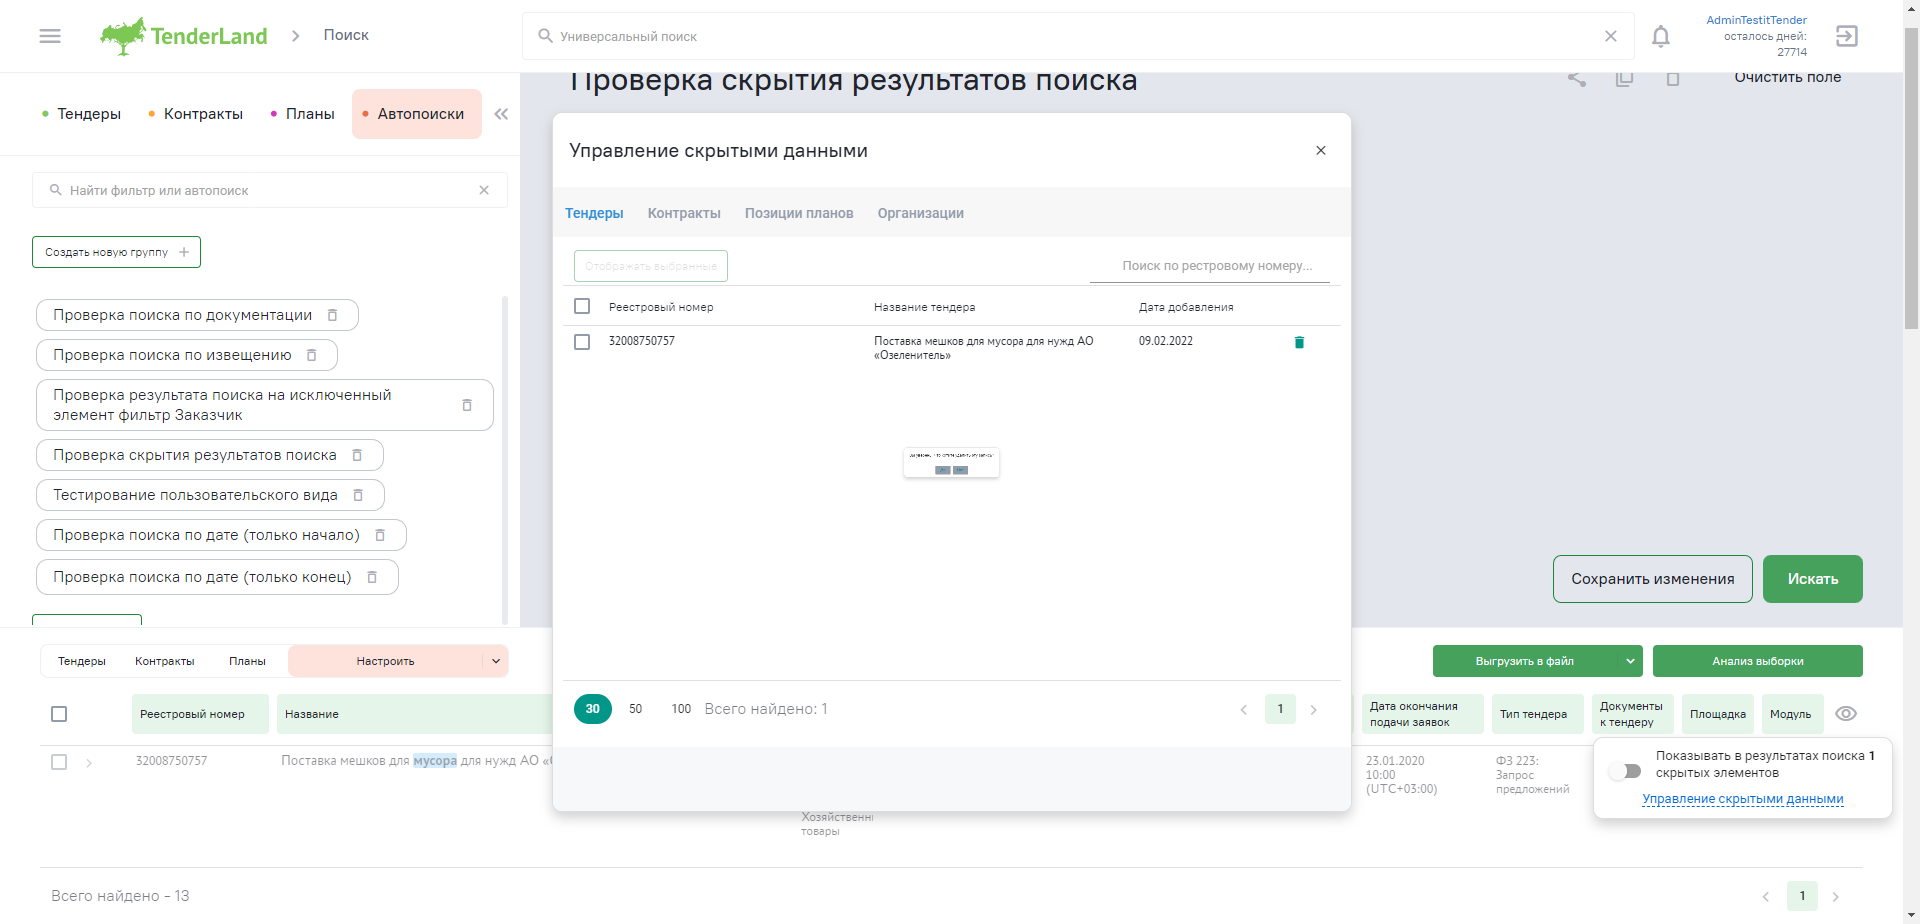 TenderLand
Поиск
Универсальный поиск
AdminTestitTender
осталось дней:
27714
Тендеры
Контракты
Планы
Автопоиски
Проверка скрытия результатов поиска
Очистить поле
Найти фильтр или автопоиск
Создать новую группу
Проверка поиска по документации
Проверка поиска по извещению
Проверка результата поиска на исключенный
элемент фильтр Заказчик
Проверка скрытия результатов поиска
Тестирование пользовательского вида
Проверка поиска по дате (только начало)
Проверка поиска по дате (только конец)
Управление скрытыми данными
Тендеры
Контракты
Позиции планов
Организации
Отображать выбранные
Поиск по рестровому номеру...
Реестровый номер
Название тендера
Дата добавления
32008750757
Поставка мешков для мусора для нужд АО
«Озеленитель»
09.02.2022
30
50
100
Всего найдено: 1
1
Сохранить изменения
Искать
Тендеры
Контракты
Планы
Настроить
Выгрузить в файл
Анализ выборки
Реестровый номер
Название
Дата окончания
подачи заявок
Тип тендера
Документы
к тендеру
Площадка
Модуль
32008750757
Поставка мешков для мусора для нужд АО
Хозяйственн
товары
23.01.2020
10:00
(UTC+03:00)
ФЗ 223:
Запрос
предложений
Показывать в результатах поиска 1
скрытых элементов
Управление скрытыми данными
Всего найдено - 13
1